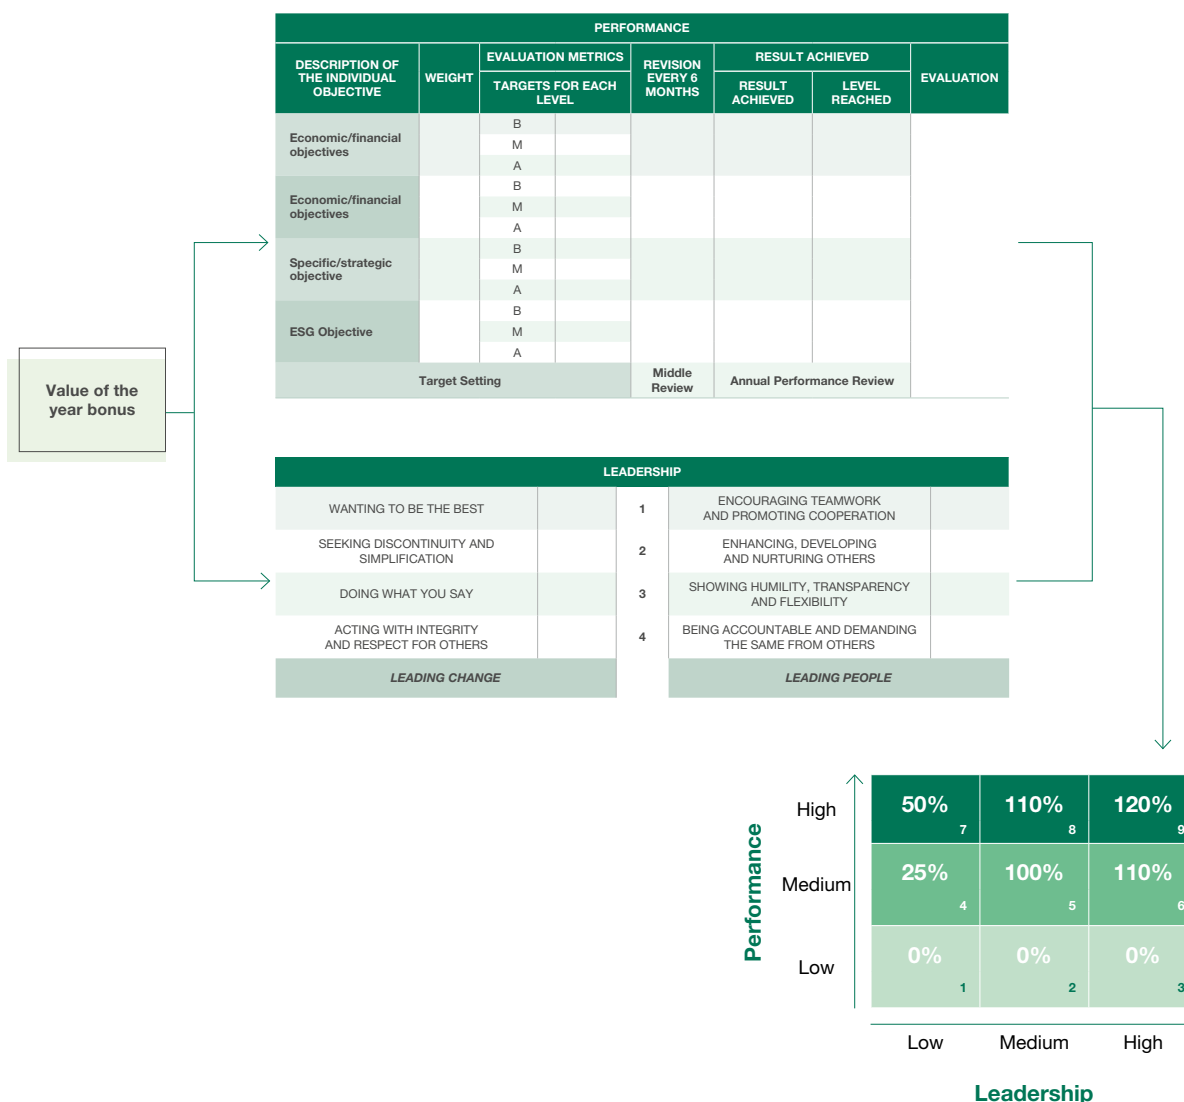 PERFORMANCE
DESCRIPTION OF
THE INDIVIDUAL
OBJECTIVE
WEIGHT
EVALUATION METRICS
TARGETS FOR EACH
LEVEL
REVISION
EVERY 6
MONTHS
RESULT ACHIEVED
RESULT
ACHIEVED
LEVEL
REACHED
EVALUATION
Economic/financial
objectives
B
M
A
Economic/financial
objectives
B
M
A
Specific/strategic
objective
B
M
A
ESG Objective
B
M
A
Target Setting
Middle
Review
Annual Performance Review
Value of the
year bonus
LEADERSHIP
WANTING TO BE THE BEST
1
ENCOURAGING TEAMWORK
AND PROMOTING COOPERATION
SEEKING DISCONTINUITY AND
SIMPLIFICATION
2
ENHANCING, DEVELOPING
AND NURTURING OTHERS
DOING WHAT YOU SAY
3
SHOWING HUMILITY, TRANSPARENCY
AND FLEXIBILITY
ACTING WITH INTEGRITY
AND RESPECT FOR OTHERS
4
BEING ACCOUNTABLE AND DEMANDING
THE SAME FROM OTHERS
LEADING CHANGE
LEADING PEOPLE
Performance
High
50%
7
110%
8
120%
9
Medium
25%
4
100%
5
110%
6
Low
0%
1
0%
2
0%
3
Low
Medium
High
Leadership